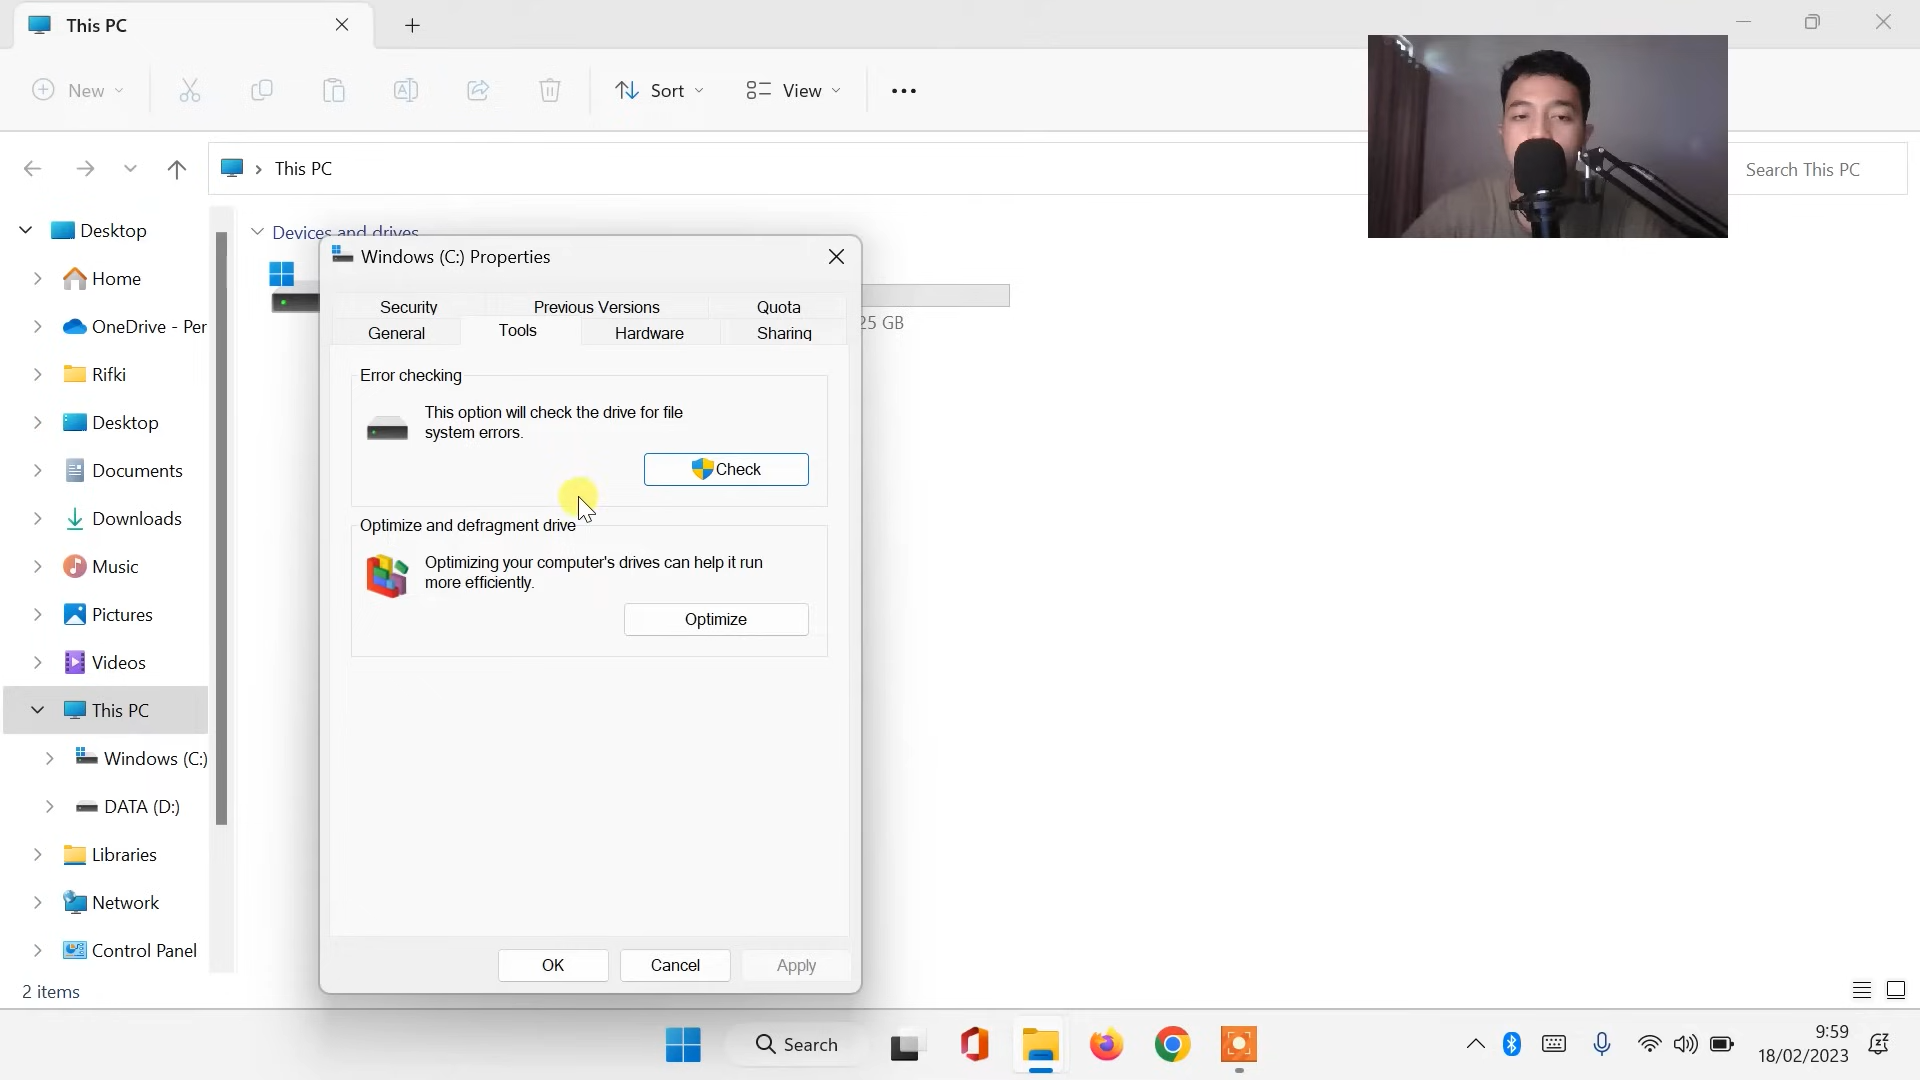 This PC
New
Sort
View
This PC
Search This PC
Desktop
Home
OneDrive - Per
Rifki
Desktop
Documents
Downloads
Music
Pictures
Videos
This PC
Windows (C:)
DATA (D:)
Libraries
Network
Control Panel
2 items
Devices and drives
25 GB
Windows (C:) Properties
Security
Previous Versions
Quota
General
Tools
Hardware
Sharing
Error checking
This option will check the drive for file
system errors.
Check
Optimize and defragment drive
Optimizing your computer's drives can help it run
more efficiently.
Optimize
OK
Cancel
Apply
Search
9:59
18/02/2023